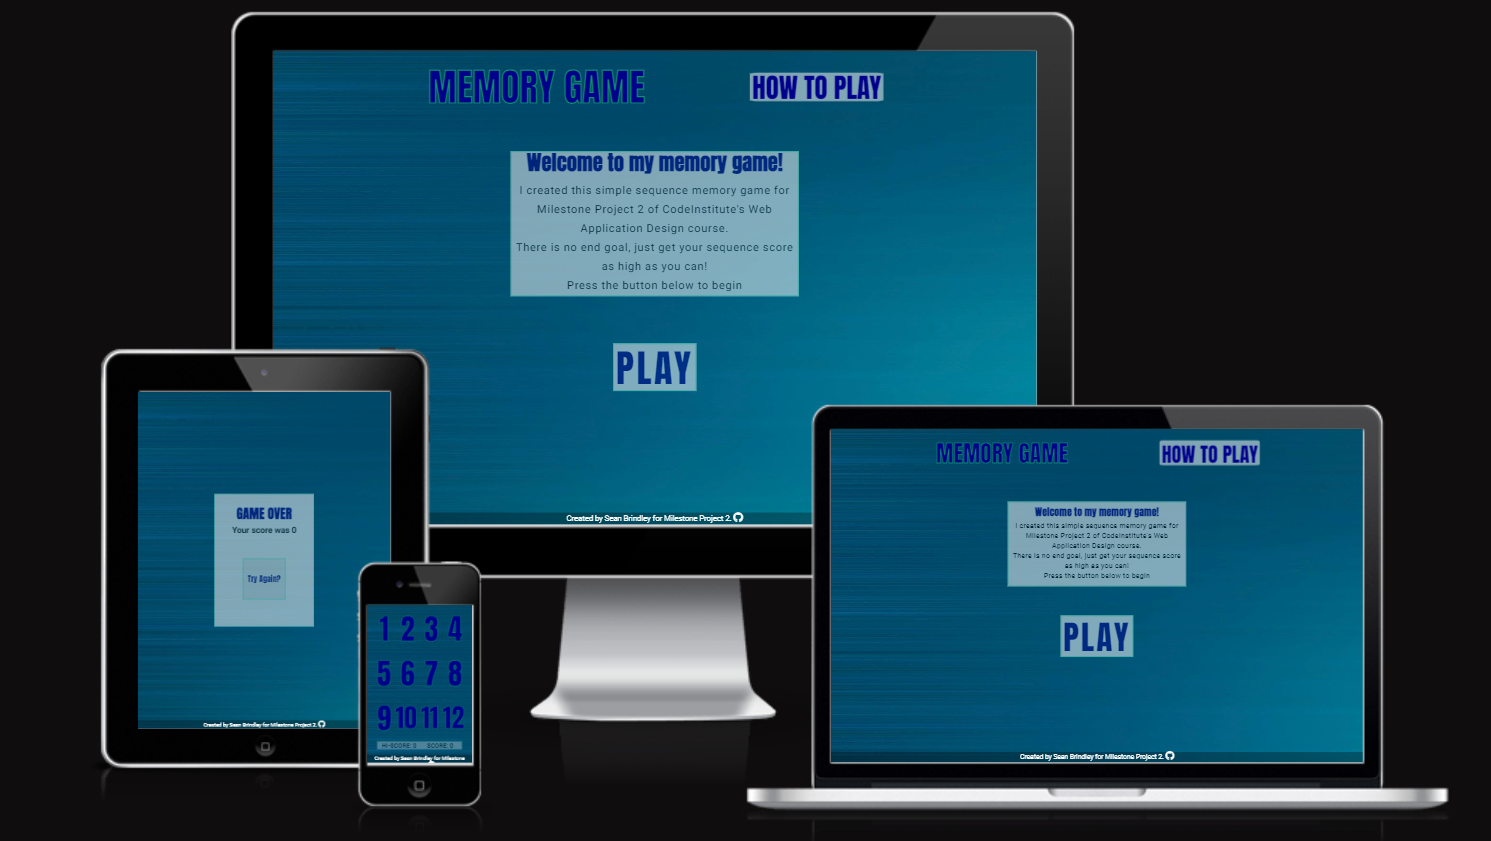 MEMORY GAME
HOW TO PLAY
Welcome to my memory game!
I created this simple sequence memory game for
Milestone Project 2 of CodeInstitute's Web
Application Design course.
There is no end goal, just get your sequence score
as high as you can!
Press the button below to begin
PLAY
Created by Sean Brindley for Milestone Project 2.
GAME OVER
Your score was 0
Try Again?
Created by Sean Brindley for Milestone Project 2.
1 2 3 4
5 6 7 8
9 10 11 12
HI-SCORE: 0 SCORE: 0
Created by Sean Brindley for Milestone
MEMORY GAME
HOW TO PLAY
Welcome to my memory game!
I created this simple sequence memory game for
Milestone Project 2 of CodeInstitute's Web
Application Design course.
There is no end goal, just get your sequence score
as high as you can!
Press the button below to begin
PLAY
Created by Sean Brindley for Milestone Project 2.